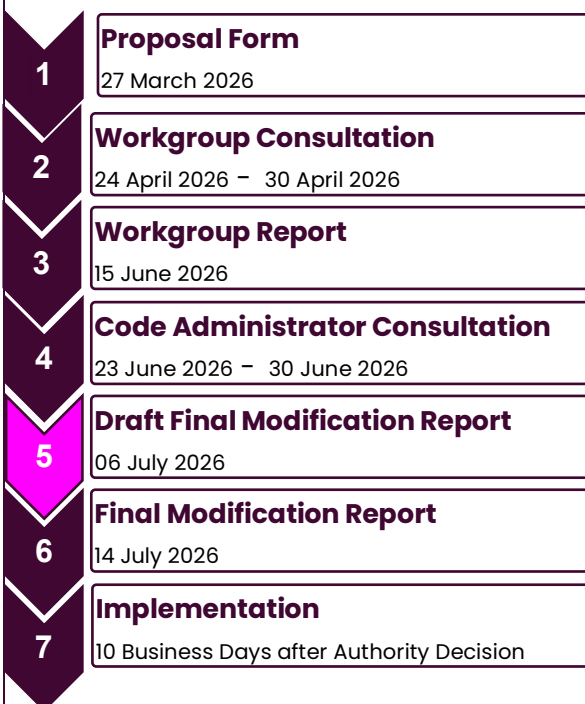 1
Proposal Form
27 March 2026
2
Workgroup Consultation
24 April 2026 – 30 April 2026
3
Workgroup Report
15 June 2026
4
Code Administrator Consultation
23 June 2026 – 30 June 2026
5
Draft Final Modification Report
06 July 2026
6
Final Modification Report
14 July 2026
7
Implementation
10 Business Days after Authority Decision